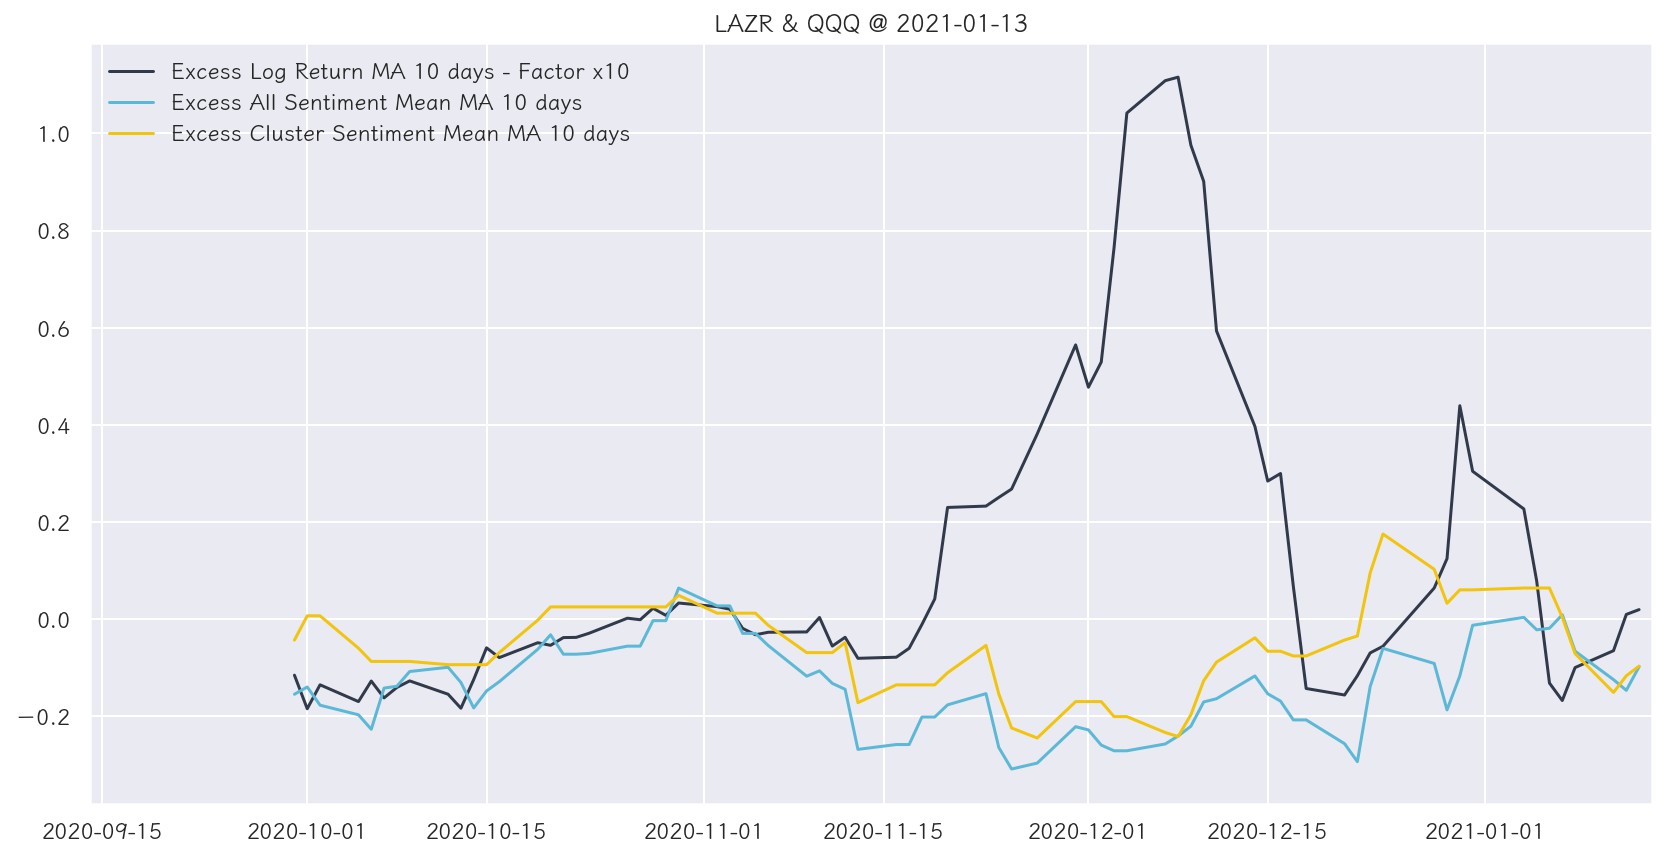 LAZR & QQQ @ 2021-01-13
Excess Log Return MA 10 days - Factor x10
Excess All Sentiment Mean MA 10 days
Excess Cluster Sentiment Mean MA 10 days
1.0
0.8
0.6
0.4
0.2
0.0
−0.2
2020-09-15 2020-10-01 2020-10-15 2020-11-01 2020-11-15 2020-12-01 2020-12-15 2021-01-01